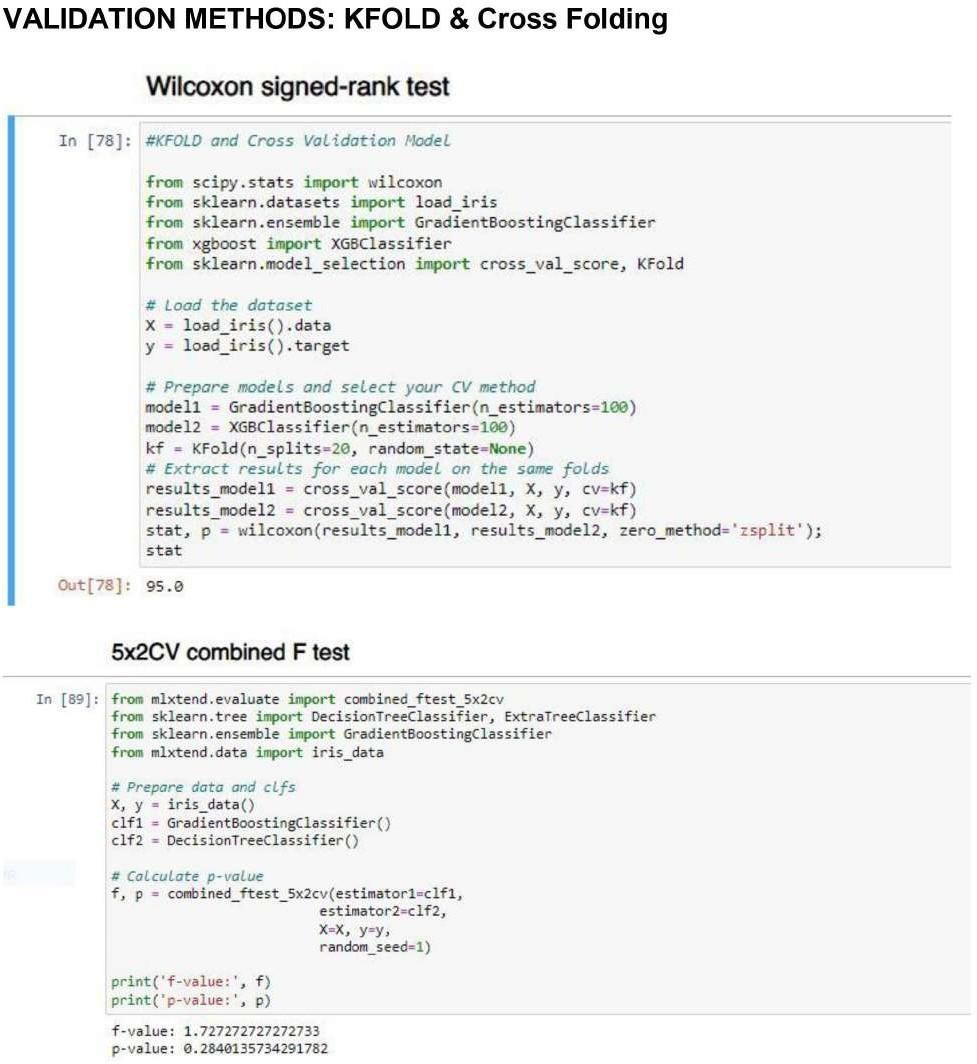 VALIDATION METHODS: KFOLD & Cross Folding
Wilcoxon signed-rank test
In [78]: #KFOLD and Cross Validation Model
from scipy.stats import wilcoxon
from sklearn.datasets import load_iris
from sklearn.ensemble import GradientBoostingClassifier
from xgboost import XGBClassifier
from sklearn.model_selection import cross_val_score, KFold
# Load the dataset
X = load_iris().data
y = load_iris().target
# Prepare models and select your CV method
model1 = GradientBoostingClassifier(n_estimators=100)
model2 = XGBClassifier(n_estimators=100)
kf = KFold(n_splits=20, random_state=None)
# Extract results for each model on the same folds
results_model1 = cross_val_score(model1, X, y, cv=kf)
results_model2 = cross_val_score(model2, X, y, cv=kf)
stat, p = wilcoxon(results_model1, results_model2, zero_method='zsplit');
stat
Out[78]: 95.0
5x2CV combined F test
In [89]: from mlxtend.evaluate import combined_ftest_5x2cv
from sklearn.tree import DecisionTreeClassifier, ExtraTreeClassifier
from sklearn.ensemble import GradientBoostingClassifier
from mlxtend.data import iris_data
# Prepare data and clfs
X, y = iris_data()
clf1 = GradientBoostingClassifier()
clf2 = DecisionTreeClassifier()
# Calculate p-value
f, p = combined_ftest_5x2cv(estimator1=clf1,
estimator2=clf2,
X=X, y=y,
random_seed=1)
print('f-value:', f)
print('p-value:', p)
f-value: 1.727272727272733
p-value: 0.2840135734291782